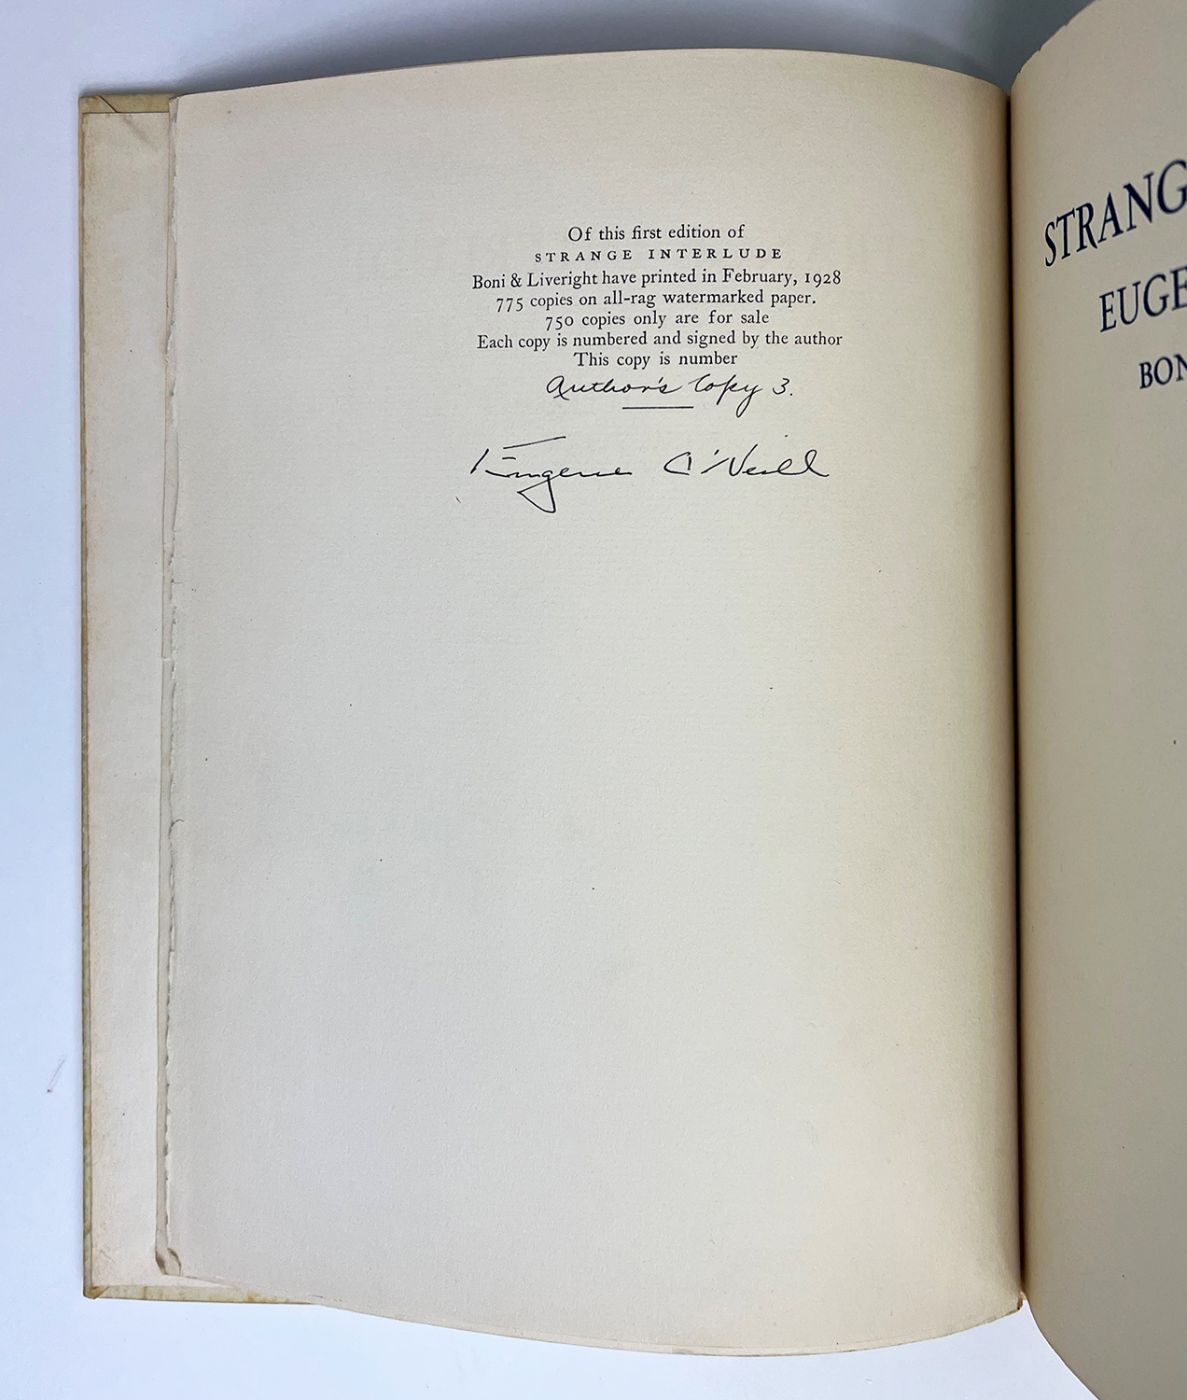 Of this first edition of
STRANGE INTERLUDE
Boni & Liveright have printed in February, 1928
775 copies on all-rag watermarked paper.
750 copies only are for sale
Each copy is numbered and signed by the author
This copy is number
Author's Copy 3.
Eugene O'Neill
STRANG
EUGE
BON